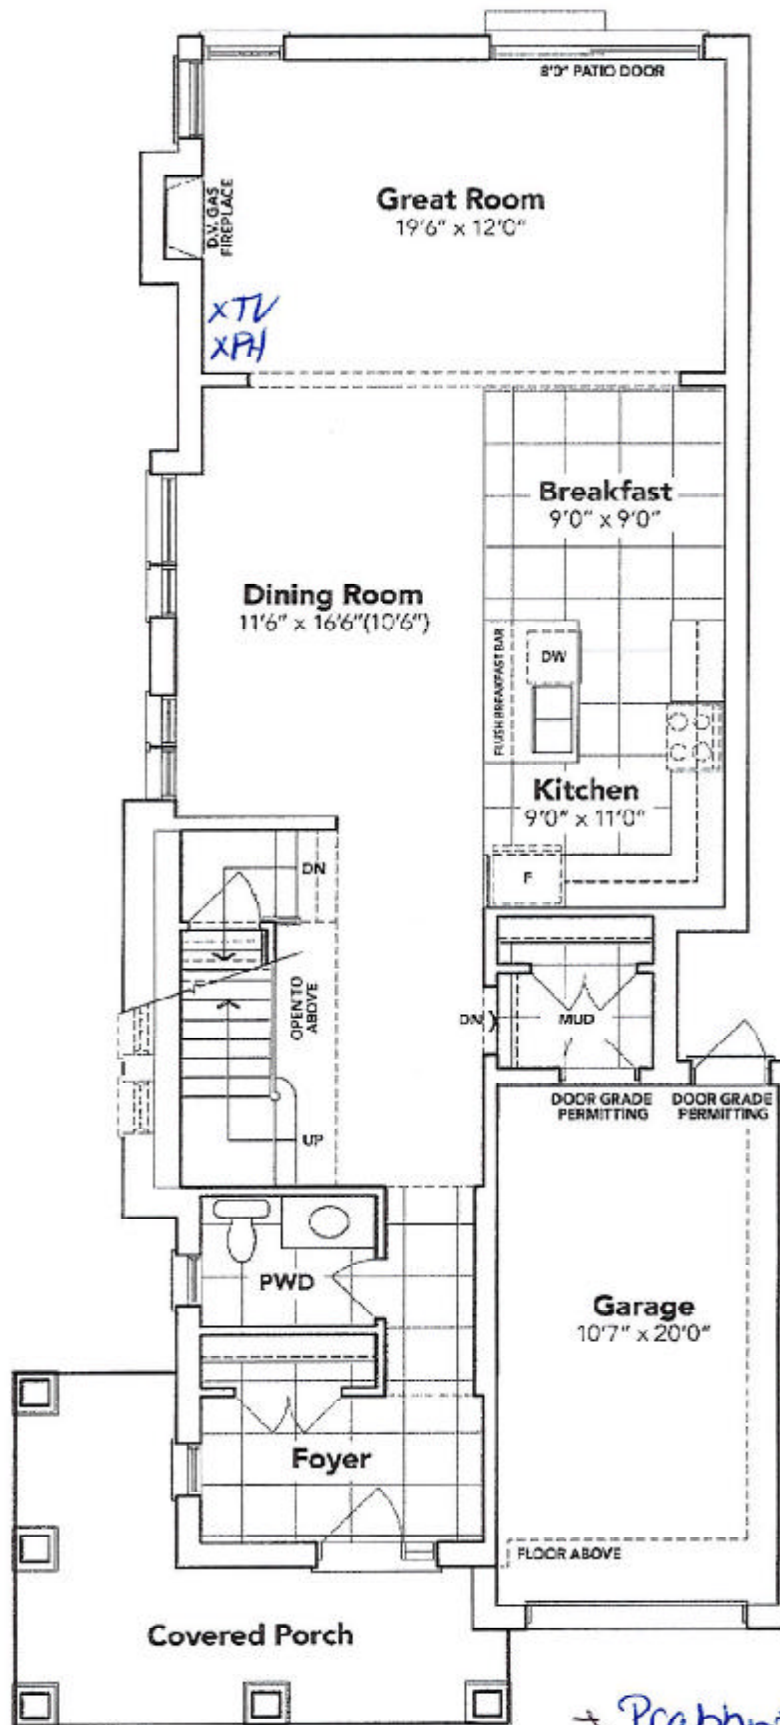 8'0" PATIO DOOR
Great Room
19'6" x 12'0"
D.V. GAS
FIREPLACE
xTV
xPH
Breakfast
9'0" x 9'0"
Dining Room
11'6" x 16'6"(10'6")
FLUSH BREAKFAST BAR
DW
Kitchen
9'0" x 11'0"
F
DN
OPEN TO
ABOVE
DN
MUD
DOOR GRADE
PERMITTING
DOOR GRADE
PERMITTING
UP
PWD
Garage
10'7" x 20'0"
Foyer
FLOOR ABOVE
Covered Porch